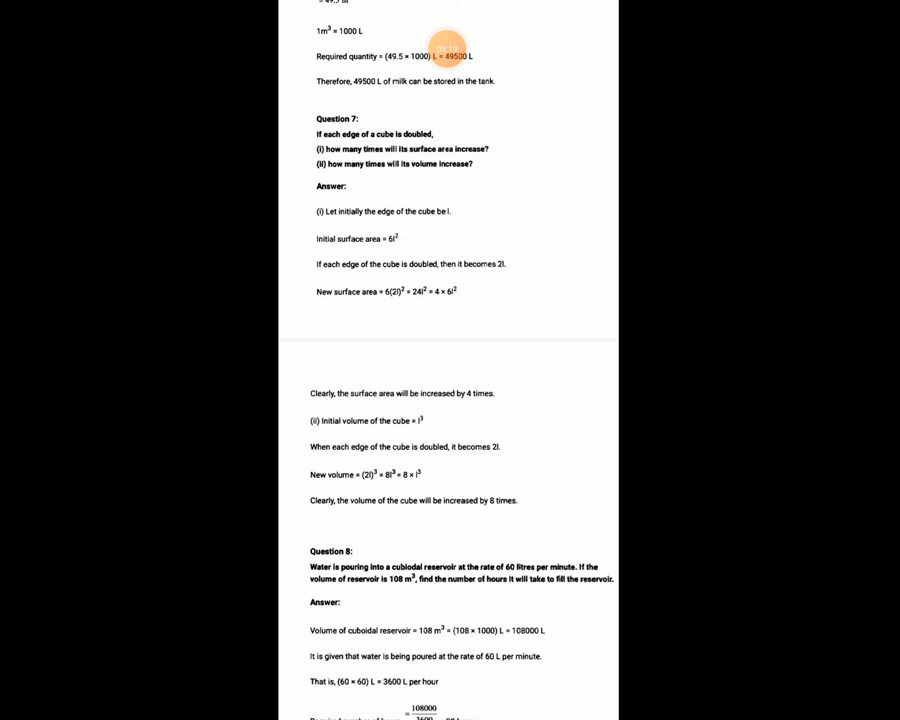 1m³ = 1000 L
09:19
Required quantity = (49.5 × 1000) L = 49500 L
Therefore, 49500 L of milk can be stored in the tank.
Question 7:
If each edge of a cube is doubled,
(i) how many times will its surface area increase?
(ii) how many times will its volume increase?
Answer:
(i) Let initially the edge of the cube be l.
Initial surface area = 6l²
If each edge of the cube is doubled, then it becomes 2l.
New surface area = 6(2l)² = 24l² = 4 × 6l²
Clearly, the surface area will be increased by 4 times.
(ii) Initial volume of the cube = l³
When each edge of the cube is doubled, it becomes 2l.
New volume = (2l)³ = 8l³ = 8 × l³
Clearly, the volume of the cube will be increased by 8 times.
Question 8:
Water is pouring into a cubiodal reservoir at the rate of 60 litres per minute. If the
volume of reservoir is 108 m³, find the number of hours it will take to fill the reservoir.
Answer:
Volume of cuboidal reservoir = 108 m³ = (108 × 1000) L = 108000 L
It is given that water is being poured at the rate of 60 L per minute.
That is, (60 × 60) L = 3600 L per hour
= 108000